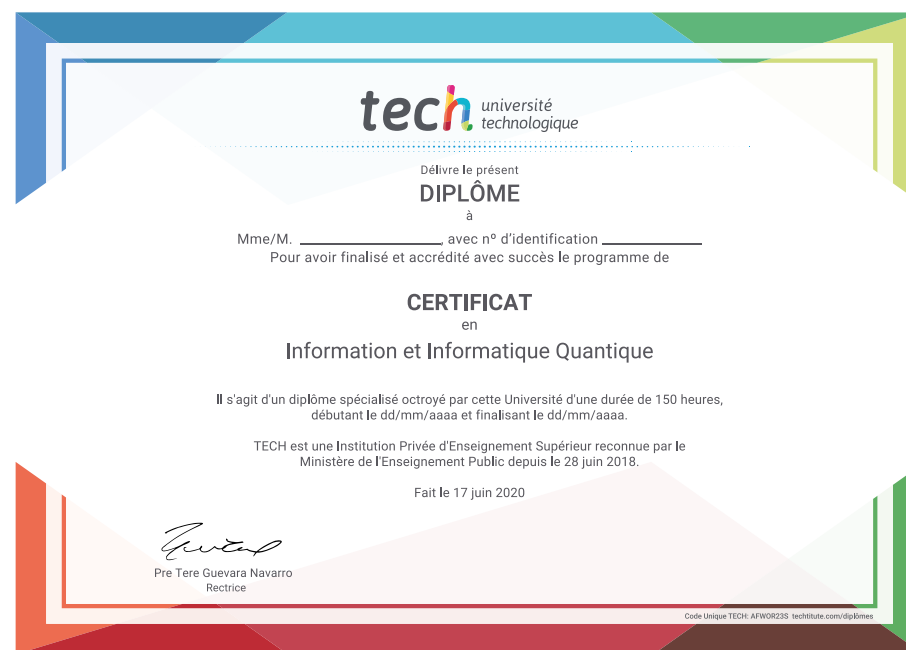 tech université
technologique
Délivre le présent
DIPLÔME
à
Mme/M. ____________________, avec nº d'identification ______________
Pour avoir finalisé et accrédité avec succès le programme de
CERTIFICAT
en
Information et Informatique Quantique
Il s'agit d'un diplôme spécialisé octroyé par cette Université d'une durée de 150 heures,
débutant le dd/mm/aaaa et finalisant le dd/mm/aaaa.
TECH est une Institution Privée d'Enseignement Supérieur reconnue par le
Ministère de l'Enseignement Public depuis le 28 juin 2018.
Fait le 17 juin 2020
Pre Tere Guevara Navarro
Rectrice
Code Unique TECH: AFWOR23S techtitute.com/diplômes